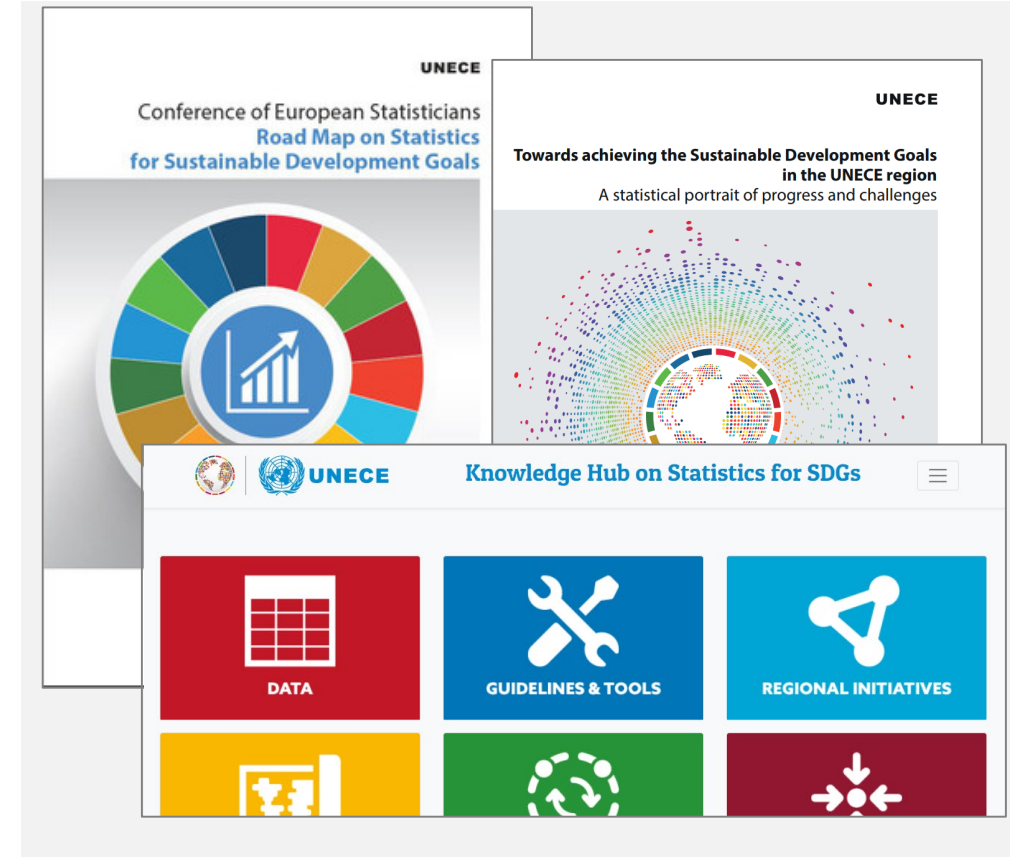 UNECE
Conference of European Statisticians
Road Map on Statistics
for Sustainable Development Goals
UNECE
Towards achieving the Sustainable Development Goals
in the UNECE region
A statistical portrait of progress and challenges
UNECE
Knowledge Hub on Statistics for SDGs
DATA
GUIDELINES & TOOLS
REGIONAL INITIATIVES